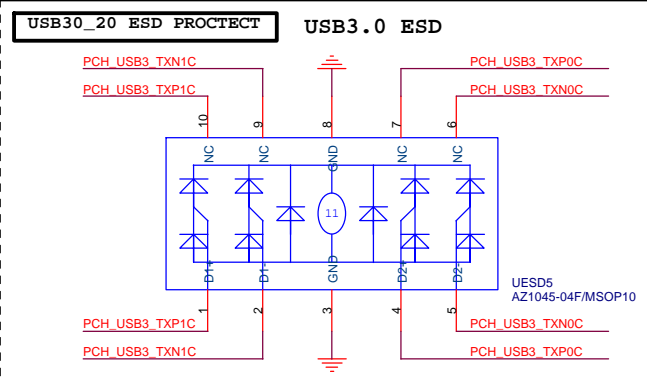 USB30_20 ESD PROCTECT
USB3.0 ESD
PCH_USB3_TXN1C
PCH_USB3_TXP0C
PCH_USB3_TXP1C
PCH_USB3_TXN0C
10 9 8 7 6
NC NC GND NC NC
11
D1+ D1- GND D2+ D2-
UESD5
AZ1045-04F/MSOP10
1 2 3 4 5
PCH_USB3_TXP1C
PCH_USB3_TXN0C
PCH_USB3_TXN1C
PCH_USB3_TXP0C